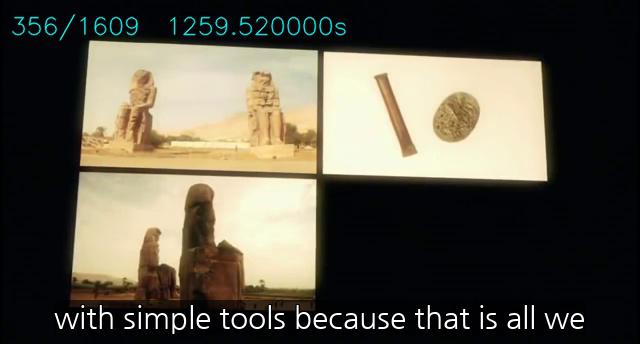 356/1609 1259.520000s
with simple tools because that is all we